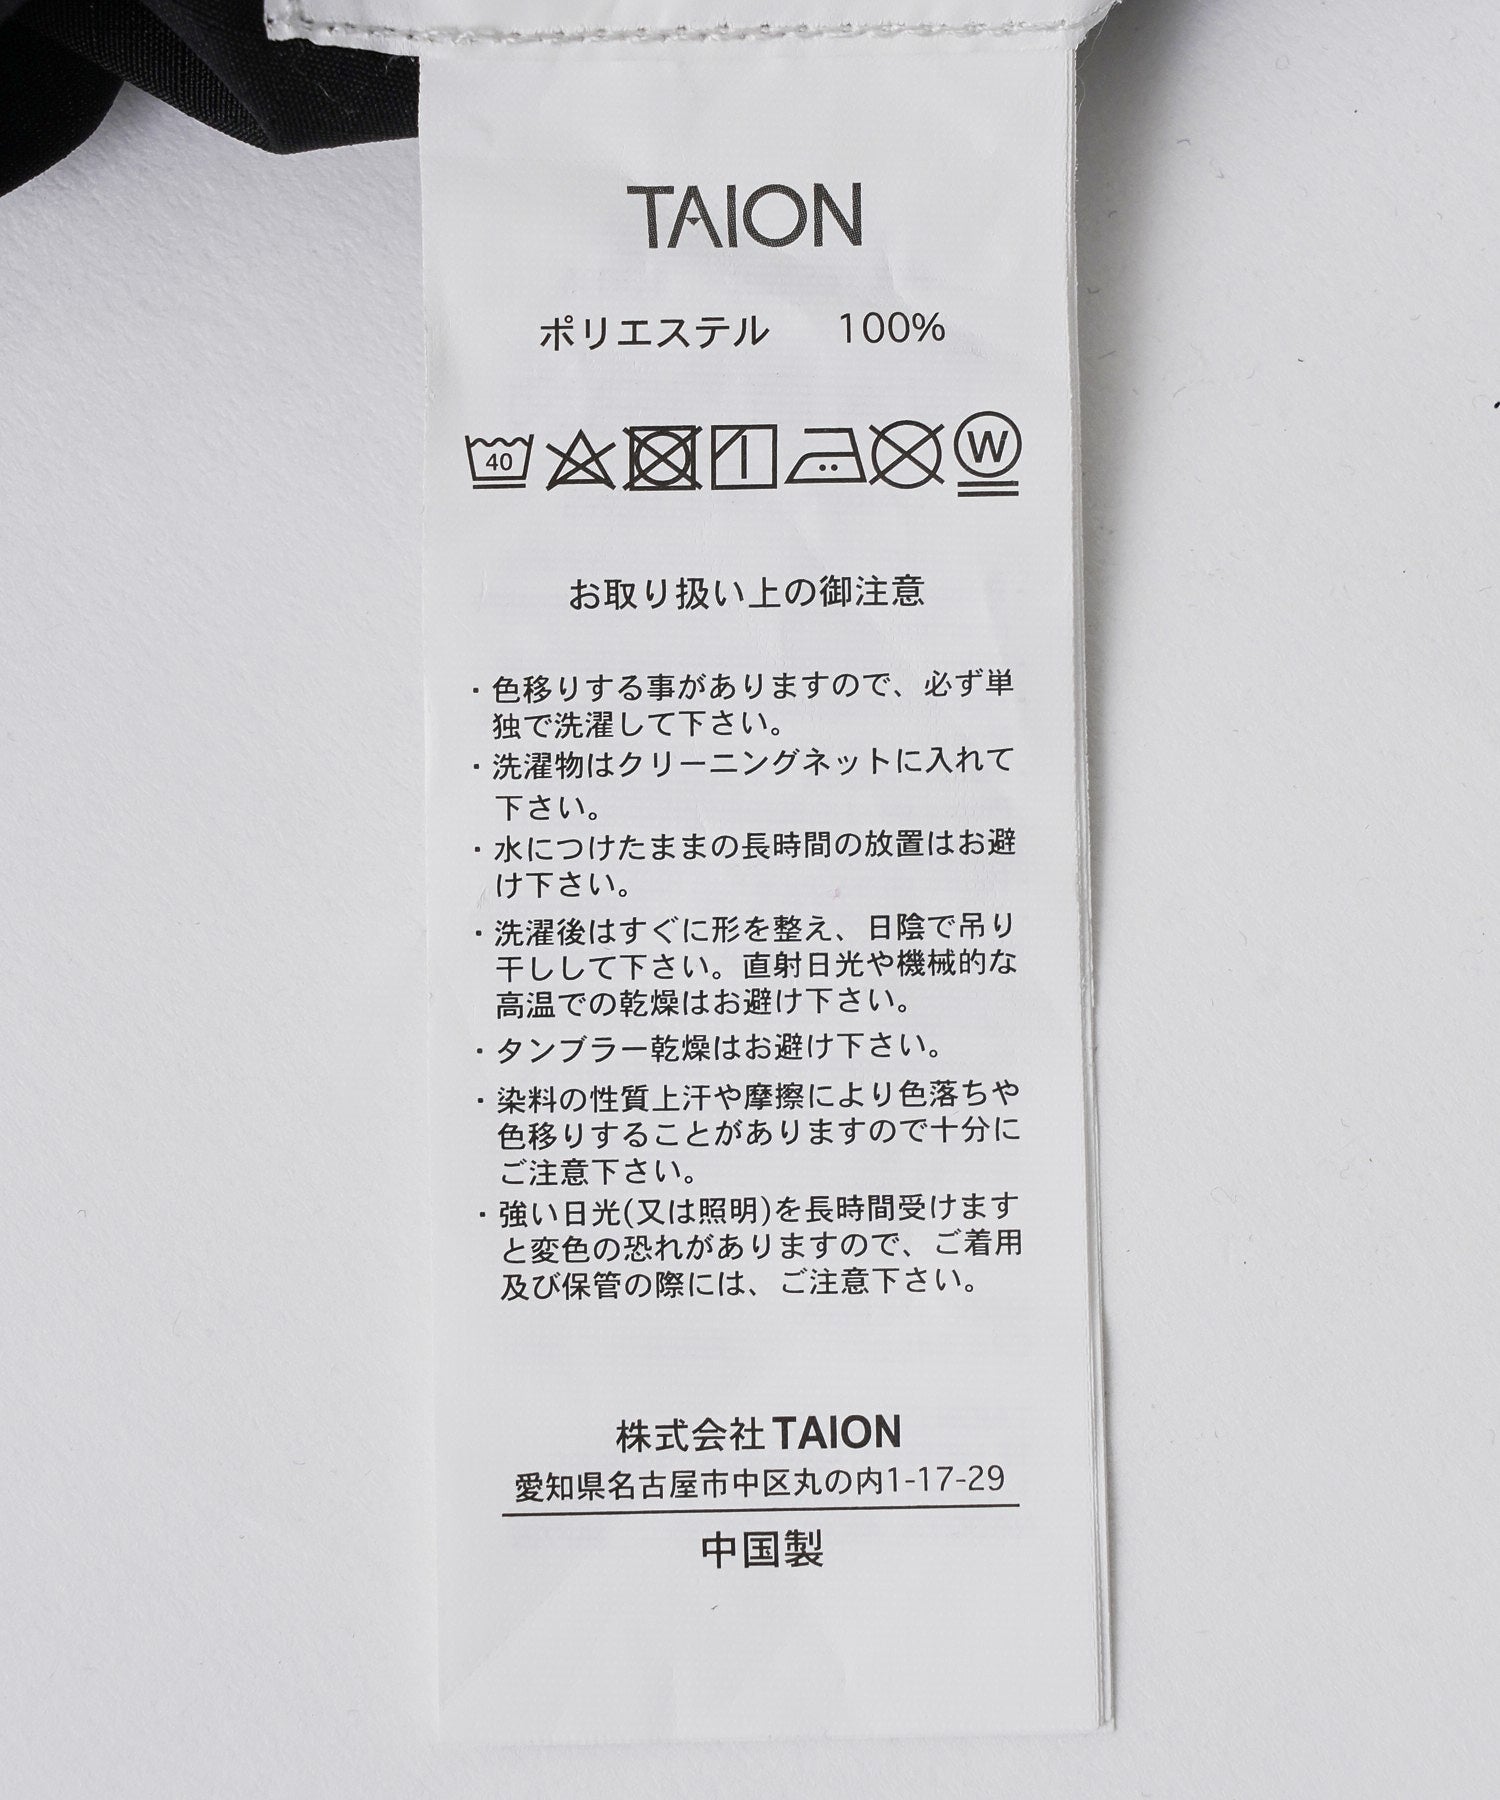 TAION
ポリエステル 100%
40
W
お取り扱い上の御注意
・色移りする事がありますので、必ず単
独で洗濯して下さい。
・洗濯物はクリーニングネットに入れて
下さい。
・水につけたままの長時間の放置はお避
け下さい。
・洗濯後はすぐに形を整え、日陰で吊り
干しして下さい。直射日光や機械的な
高温での乾燥はお避け下さい。
・タンブラー乾燥はお避け下さい。
・染料の性質上汗や摩擦により色落ちや
色移りすることがありますので十分に
ご注意下さい。
・強い日光(又は照明)を長時間受けます
と変色の恐れがありますので、ご着用
及び保管の際には、ご注意下さい。
株式会社TAION
愛知県名古屋市中区丸の内1-17-29
中国製